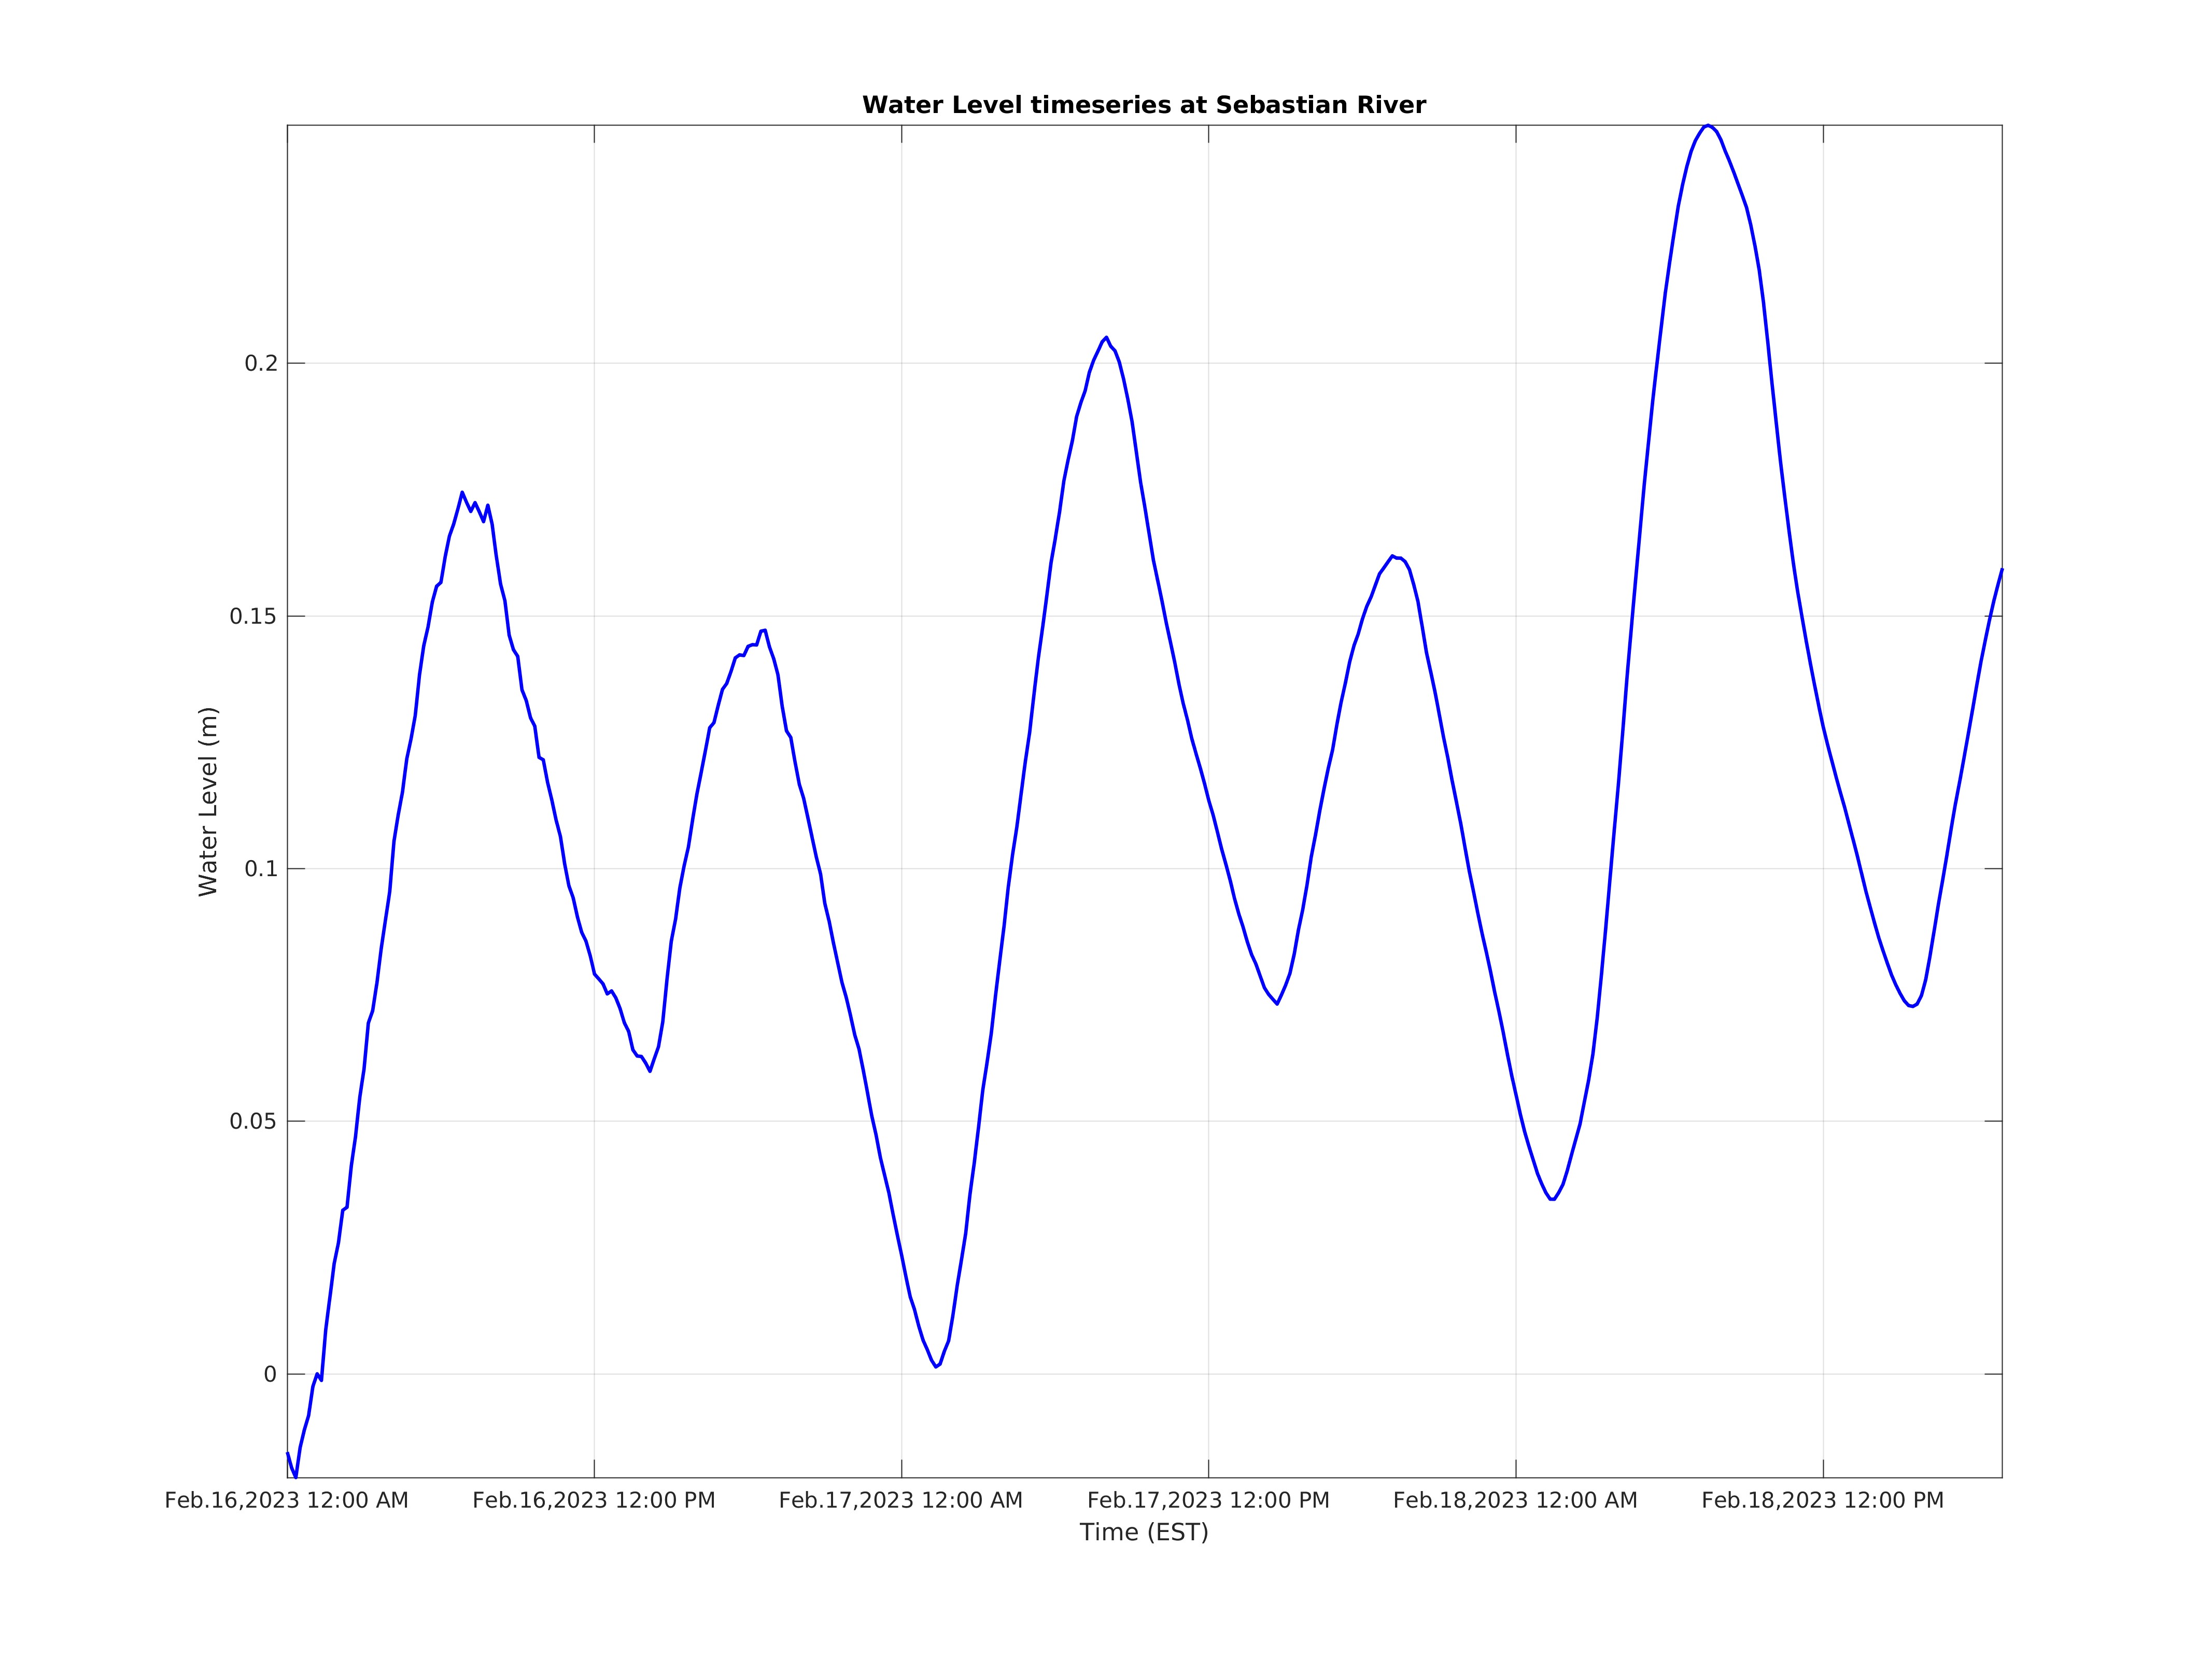 Water Level timeseries at Sebastian River
0.2
0.15
0.1
0.05
0
Water Level (m)
Feb.16,2023 12:00 AM Feb.16,2023 12:00 PM Feb.17,2023 12:00 AM Feb.17,2023 12:00 PM Feb.18,2023 12:00 AM Feb.18,2023 12:00 PM
Time (EST)